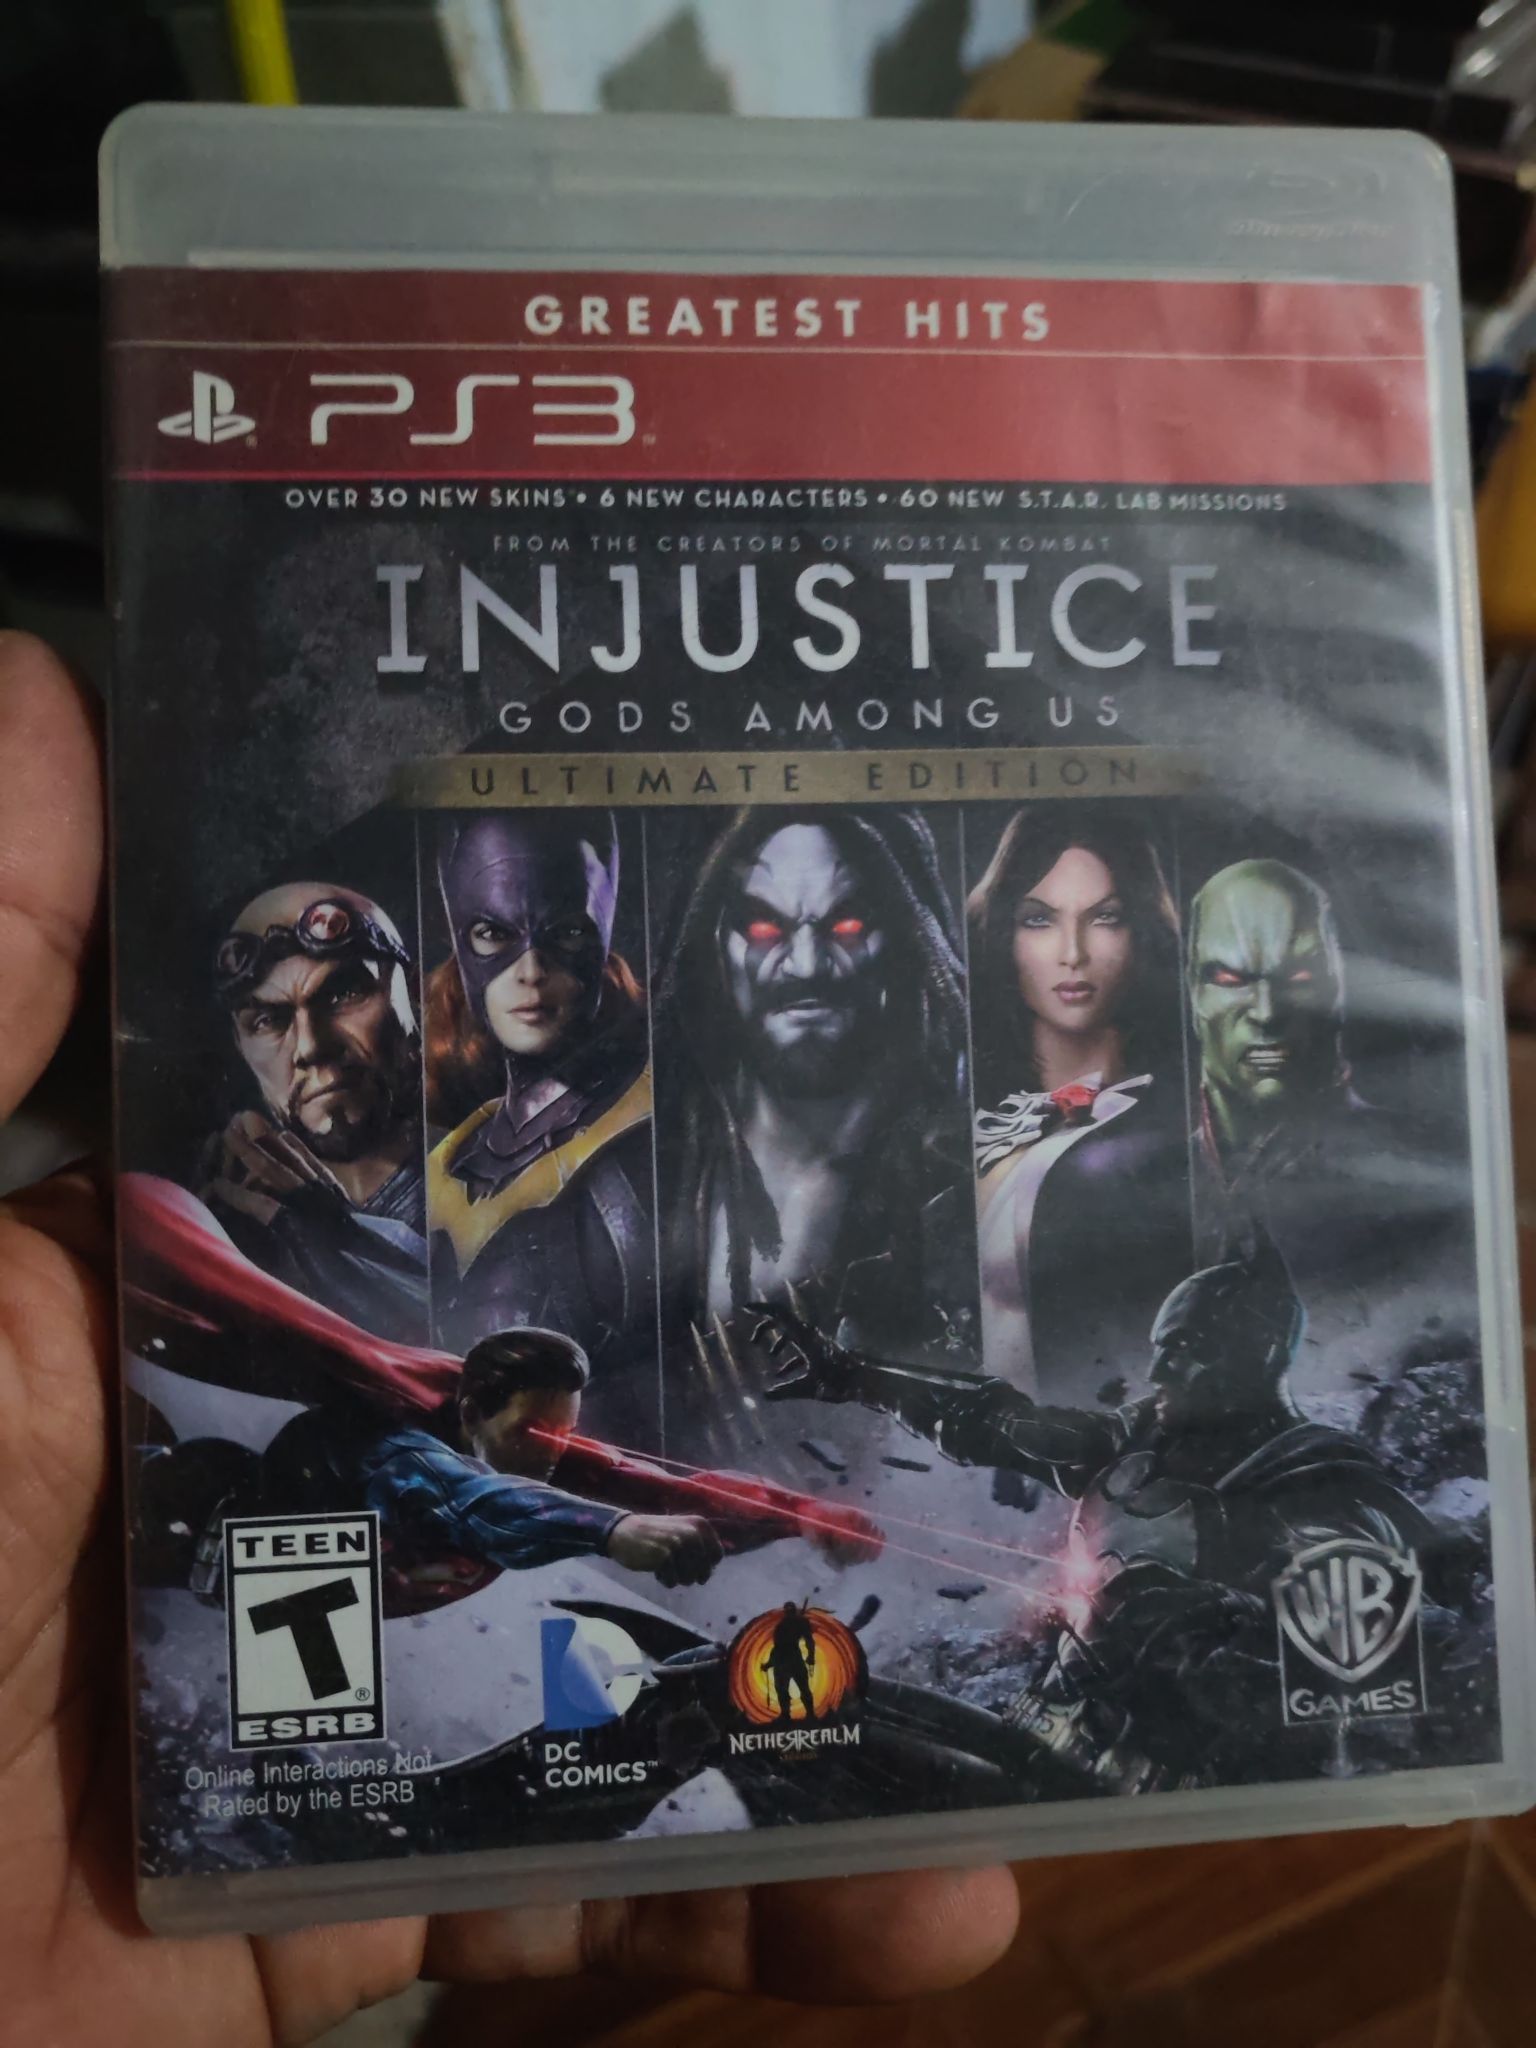 GREATEST HITS
PS3
OVER 30 NEW SKINS • 6 NEW CHARACTERS • 60 NEW S.T.A.R. LAB MISSIONS
FROM THE CREATORS OF MORTAL KOMBAT
INJUSTICE
GODS AMONG US
ULTIMATE EDITION
TEEN
T
ESRB
Online Interactions Not
Rated by the ESRB
DC
COMICS™
NETHERREALM
STUDIOS
WB
GAMES